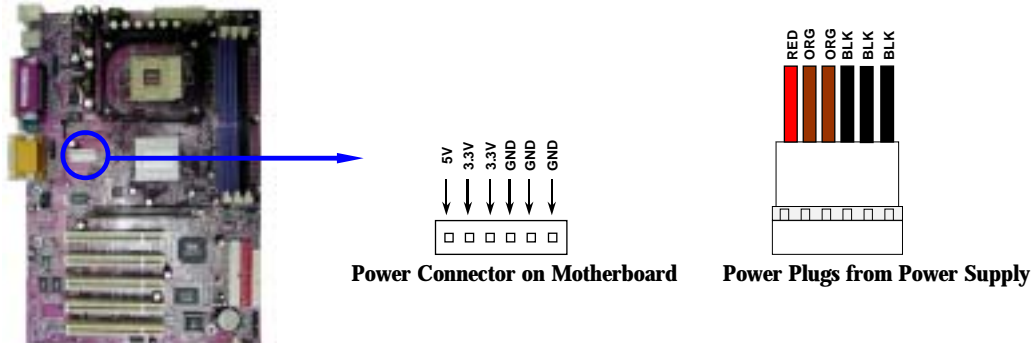 5V
3.3V
3.3V
GND
GND
GND
Power Connector on Motherboard
RED
ORG
ORG
BLK
BLK
BLK
Power Plugs from Power Supply